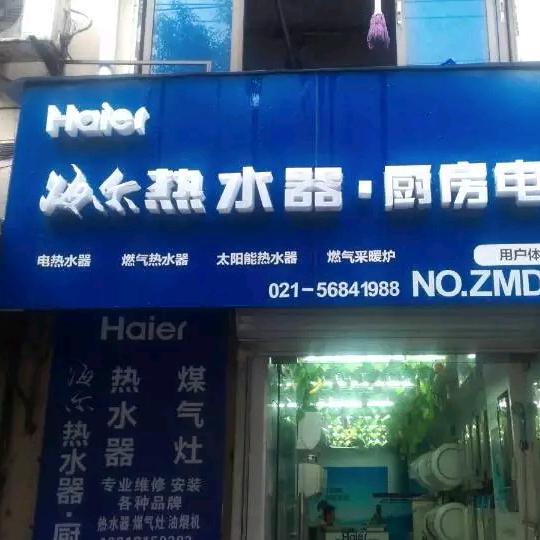 Haier
海尔热水器·厨房电
电热水器 燃气热水器 太阳能热水器 燃气采暖炉
用户体
021-56841988 NO.ZMD
Haier
海尔热水器·厨
热水器
煤气灶
专业维修 安装
各种品牌
热水器 煤气灶 油烟机
Haier